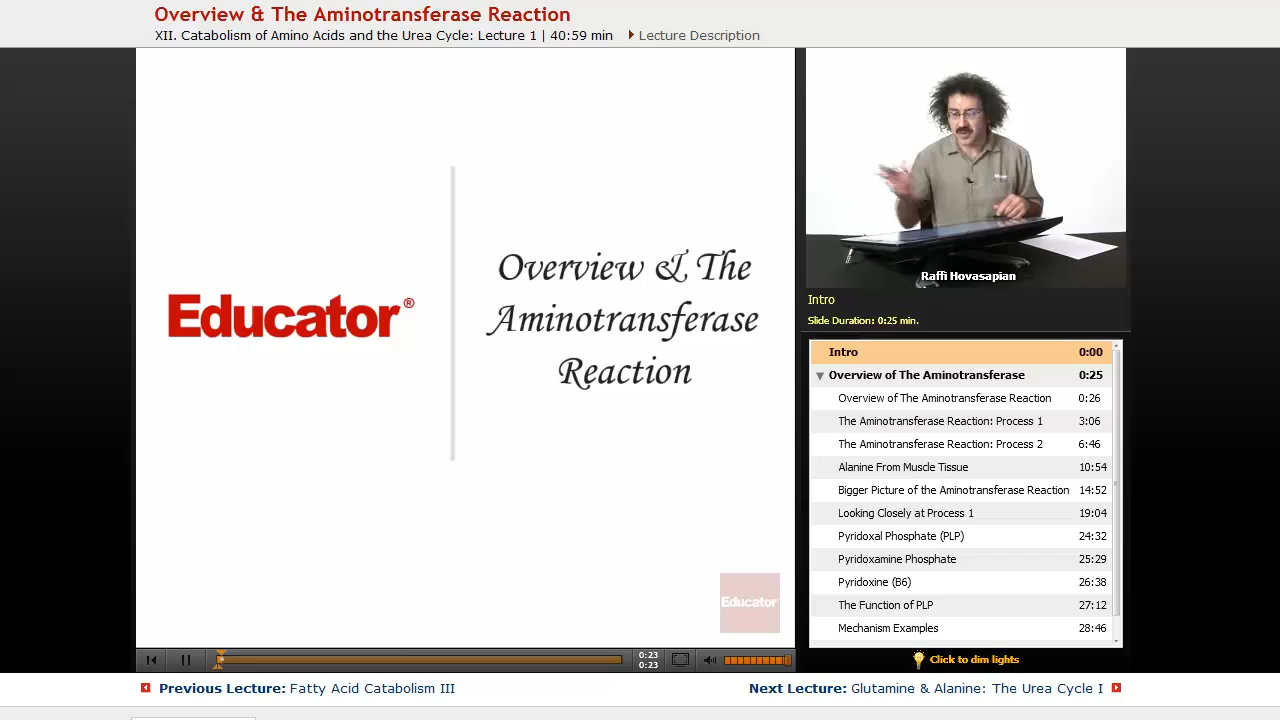 Overview & The Aminotransferase Reaction
XII. Catabolism of Amino Acids and the Urea Cycle: Lecture 1 | 40:59 min Lecture Description
Educator®
Overview & The
Aminotransferase
Reaction
Educator
0:23
0:23
Raffi Hovasapian
Intro
Slide Duration: 0:25 min.
Intro 0:00
Overview of The Aminotransferase 0:25
Overview of The Aminotransferase Reaction 0:26
The Aminotransferase Reaction: Process 1 3:06
The Aminotransferase Reaction: Process 2 6:46
Alanine From Muscle Tissue 10:54
Bigger Picture of the Aminotransferase Reaction 14:52
Looking Closely at Process 1 19:04
Pyridoxal Phosphate (PLP) 24:32
Pyridoxamine Phosphate 25:29
Pyridoxine (B6) 26:38
The Function of PLP 27:12
Mechanism Examples 28:46
Click to dim lights
Previous Lecture: Fatty Acid Catabolism III
Next Lecture: Glutamine & Alanine: The Urea Cycle I